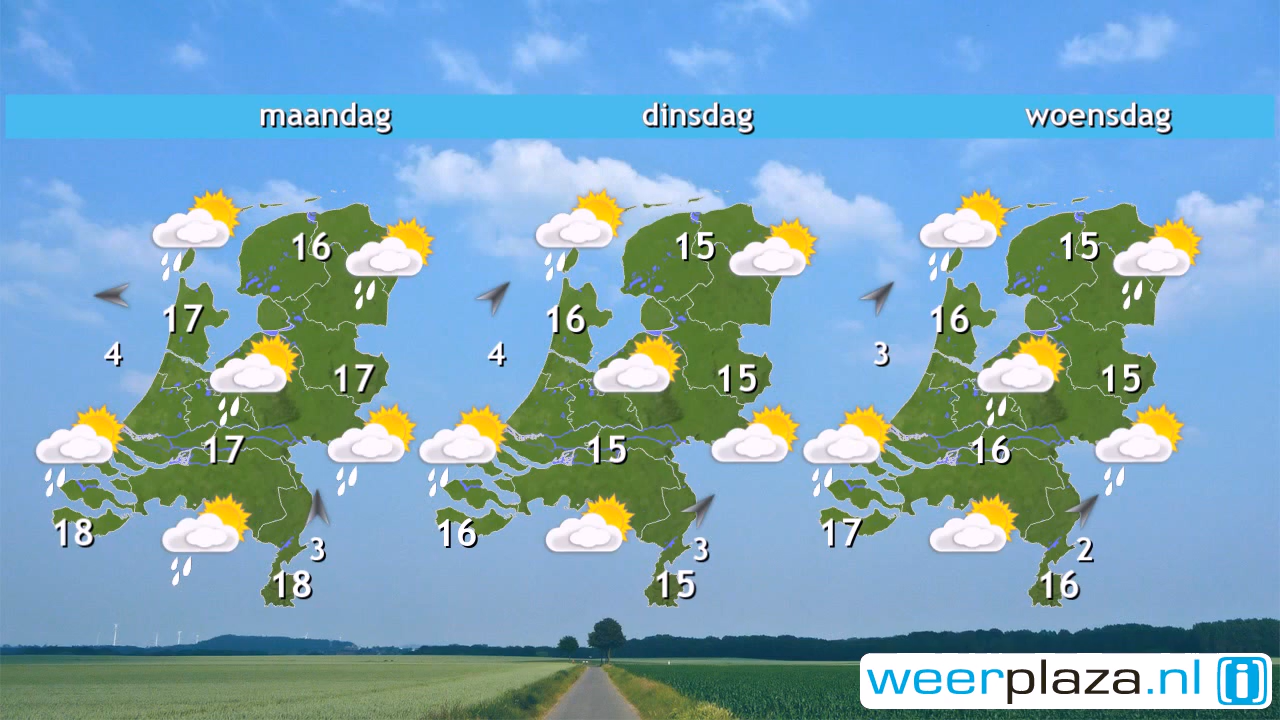 maandag dinsdag woensdag
16 15 15
17 16 16
4 4 3
17 15 15
17 15 16
18 16 17
3 3 2
18 15 16
weerplaza.nl i